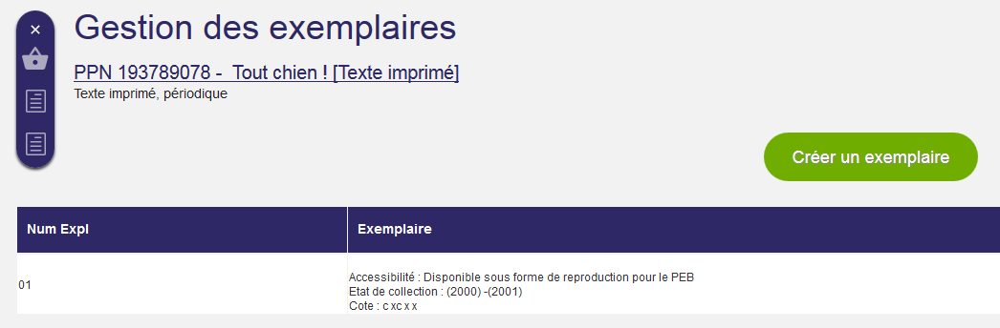 Gestion des exemplaires
PPN 193789078 - Tout chien ! [Texte imprimé]
Texte imprimé, périodique
Créer un exemplaire
Num Expl Exemplaire
01
Accessibilité : Disponible sous forme de reproduction pour le PEB
Etat de collection : (2000) -(2001)
Cote : c xc x x